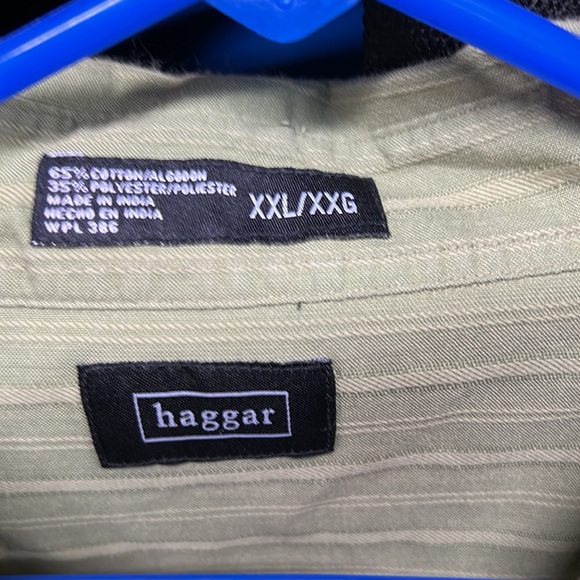 65% COTTON/ALGODON
35% POLYESTER/POLIESTER
MADE IN INDIA
HECHO EN INDIA
WPL 386
XXL/XXG
haggar